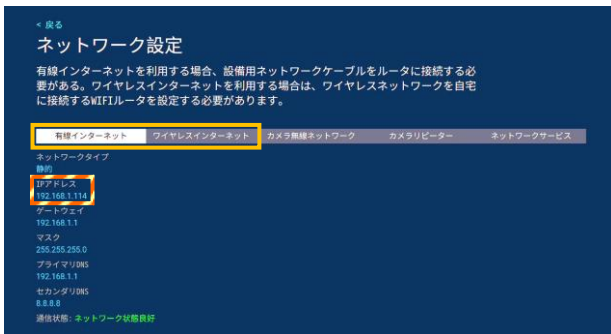 < 戻る
ネットワーク設定
有線インターネットを利用する場合、設備用ネットワークケーブルをルータに接続する必
要がある。ワイヤレスインターネットを利用する場合は、ワイヤレスネットワークを自宅
に接続するWIFIルータを設定する必要があります。
有線インターネット ワイヤレスインターネット カメラ無線ネットワーク カメラリピーター ネットワークサービス
ネットワークタイプ
静的
IPアドレス
192.168.1.114
ゲートウェイ
192.168.1.1
マスク
255.255.255.0
プライマリDNS
192.168.1.1
セカンダリDNS
8.8.8.8
通信状態: ネットワーク状態良好